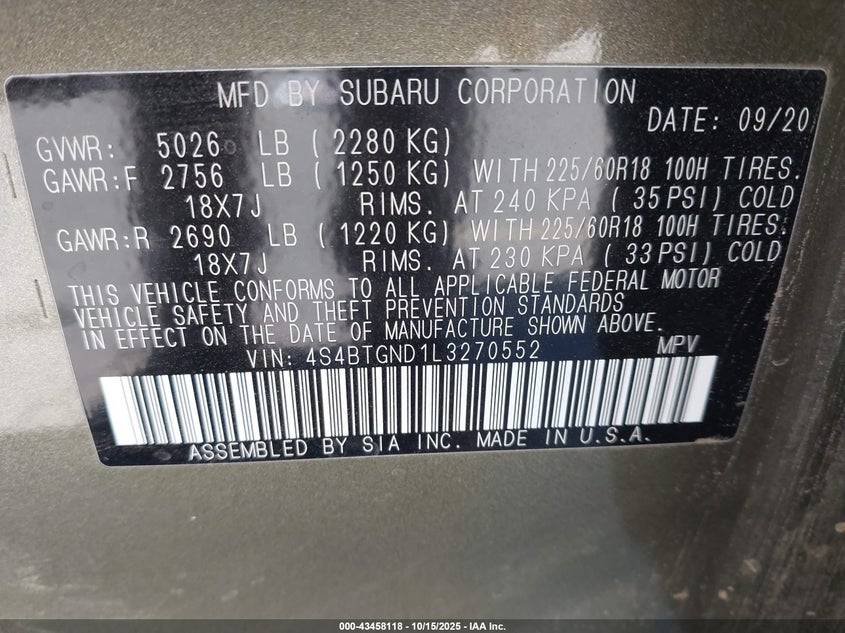 MFD BY SUBARU CORPORATION
DATE: 09/20
GVWR: 5026 LB ( 2280 KG)
GAWR:F 2756 LB ( 1250 KG) WITH 225/60R18 100H TIRES.
18X7J RIMS. AT 240 KPA ( 35 PSI) COLD
GAWR:R 2690 LB ( 1220 KG) WITH 225/60R18 100H TIRES.
18X7J RIMS. AT 230 KPA ( 33 PSI) COLD
THIS VEHICLE CONFORMS TO ALL APPLICABLE FEDERAL MOTOR
VEHICLE SAFETY AND THEFT PREVENTION STANDARDS
IN EFFECT ON THE DATE OF MANUFACTURE SHOWN ABOVE.
VIN: 4S4BTGND1L3270552 MPV
ASSEMBLED BY SIA INC. MADE IN U.S.A.
000-43458118 - 10/15/2025 - IAA Inc.